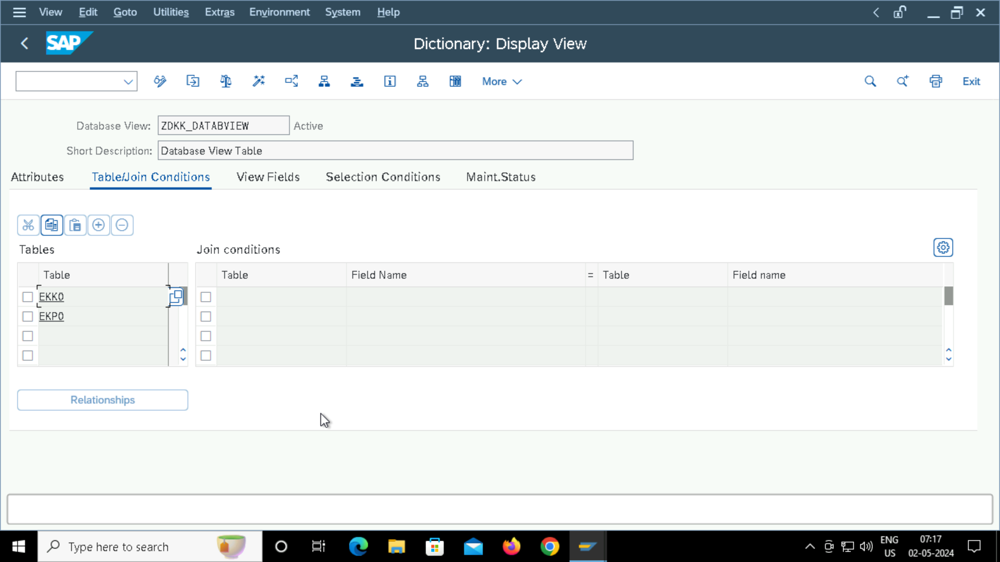 View Edit Goto Utilities Extras Environment System Help
SAP Dictionary: Display View
More Exit
Database View: ZDKK_DATABVIEW Active
Short Description: Database View Table
Attributes Table/Join Conditions View Fields Selection Conditions Maint.Status
Tables Join conditions
Table Table Field Name = Table Field name
EKKO
EKPO
Relationships
Type here to search
ENG 07:17
US 02-05-2024